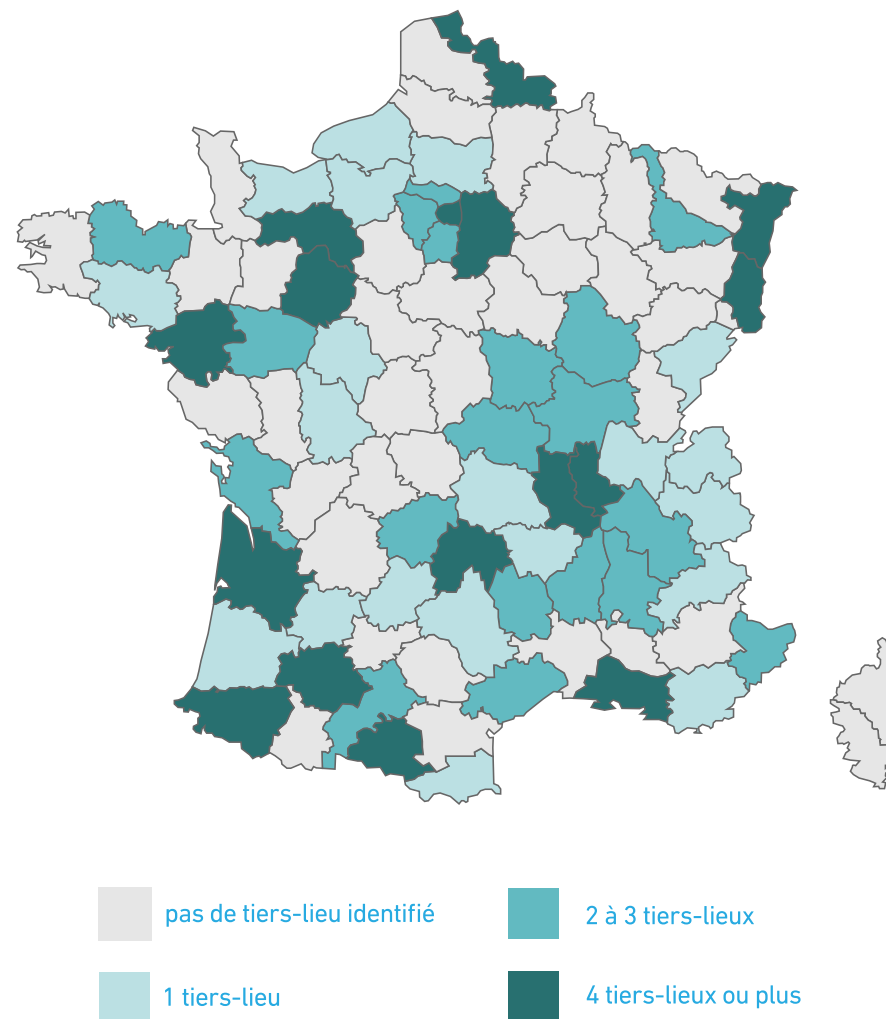 pas de tiers-lieu identifié
2 à 3 tiers-lieux
1 tiers-lieu
4 tiers-lieux ou plus